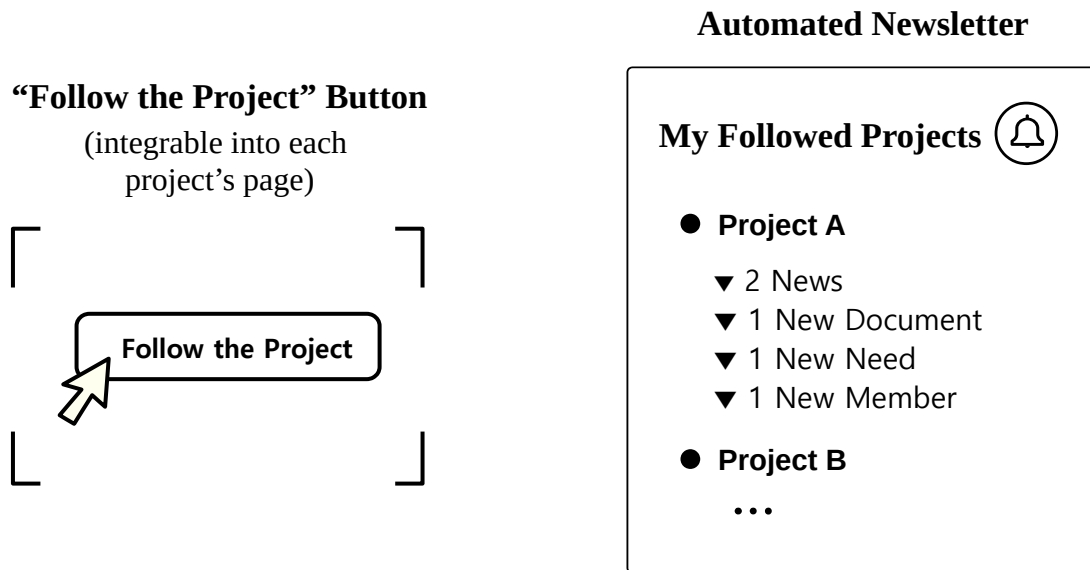 “Follow the Project” Button
(integrable into each
project’s page)
Follow the Project
Automated Newsletter
My Followed Projects
Project A
2 News
1 New Document
1 New Need
1 New Member
Project B
...